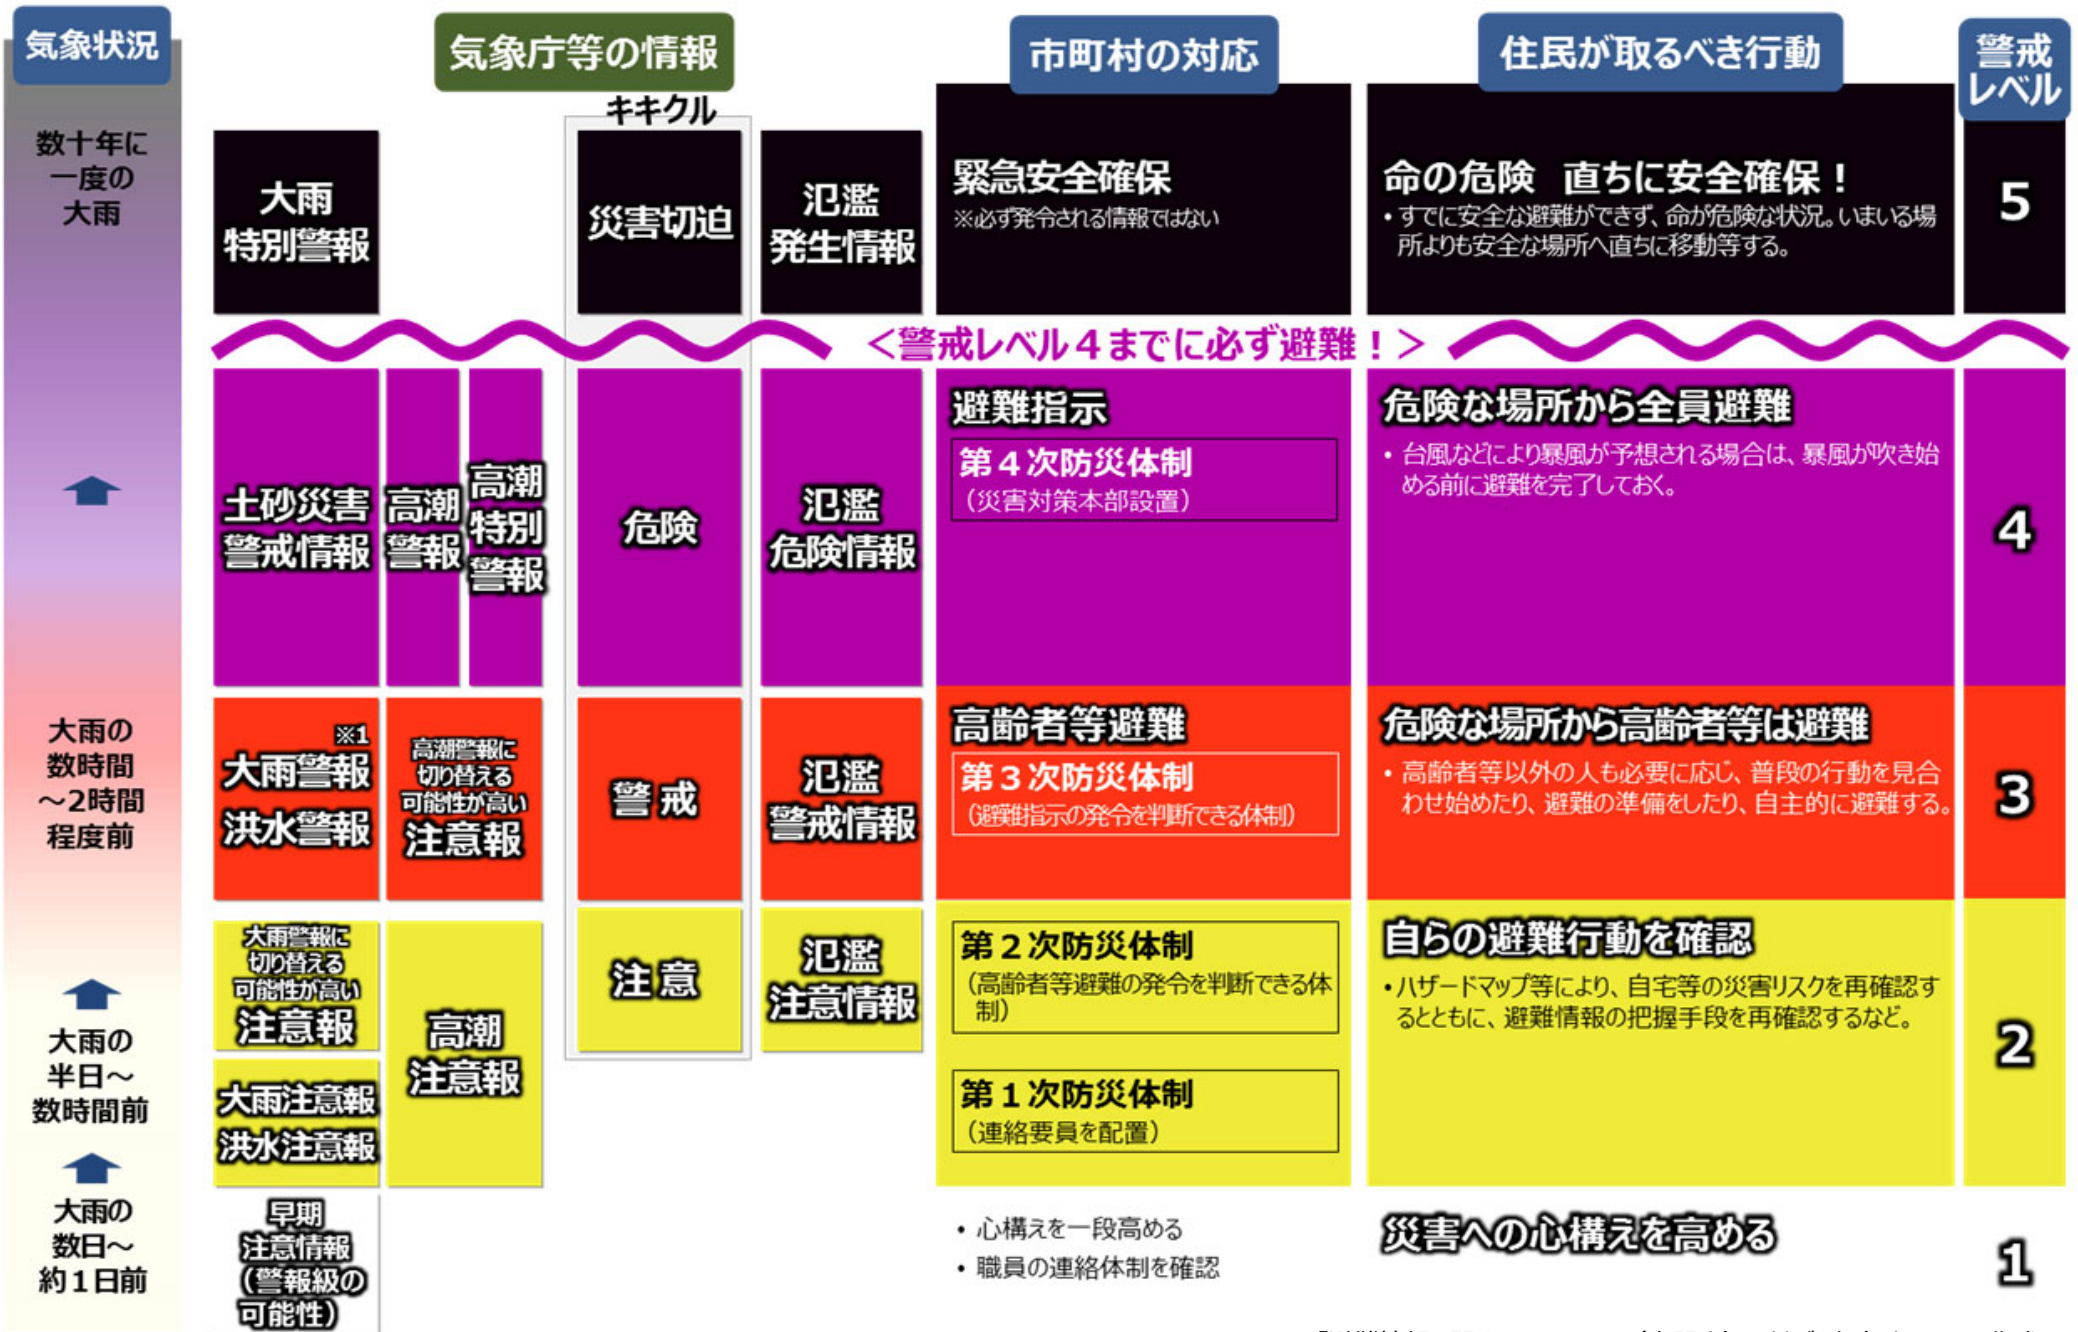 気象状況
気象庁等の情報
市町村の対応
住民が取るべき行動
警戒
レベル
キキクル
数十年に
一度の
大雨
大雨
特別警報
災害切迫
氾濫
発生情報
緊急安全確保
※必ず発令される情報ではない
命の危険 直ちに安全確保！
・すでに安全な避難ができず、命が危険な状況。いまいる場
所よりも安全な場所へ直ちに移動等する。
5
＜警戒レベル４までに必ず避難！＞
土砂災害
警戒情報
高潮
警報
高潮
特別
警報
危険
氾濫
危険情報
避難指示
第４次防災体制
（災害対策本部設置）
危険な場所から全員避難
・台風などにより暴風が予想される場合は、暴風が吹き始
める前に避難を完了しておく。
4
大雨の
数時間
～2時間
程度前
※1
大雨警報
洪水警報
高潮警報に
切り替える
可能性が高い
注意報
警戒
氾濫
警戒情報
高齢者等避難
第３次防災体制
（避難指示の発令を判断できる体制）
危険な場所から高齢者等は避難
・高齢者等以外の人も必要に応じ、普段の行動を見合
わせ始めたり、避難の準備をしたり、自主的に避難する。
3
大雨の
半日～
数時間前
大雨警報に
切り替える
可能性が高い
注意報
大雨注意報
洪水注意報
高潮
注意報
注意
氾濫
注意情報
第２次防災体制
（高齢者等避難の発令を判断できる体
制）
第１次防災体制
（連絡要員を配置）
自らの避難行動を確認
・ハザードマップ等により、自宅等の災害リスクを再確認す
るとともに、避難情報の把握手段を再確認するなど。
2
大雨の
数日～
約１日前
早期
注意情報
（警報級の
可能性）
・心構えを一段高める
・職員の連絡体制を確認
災害への心構えを高める
1